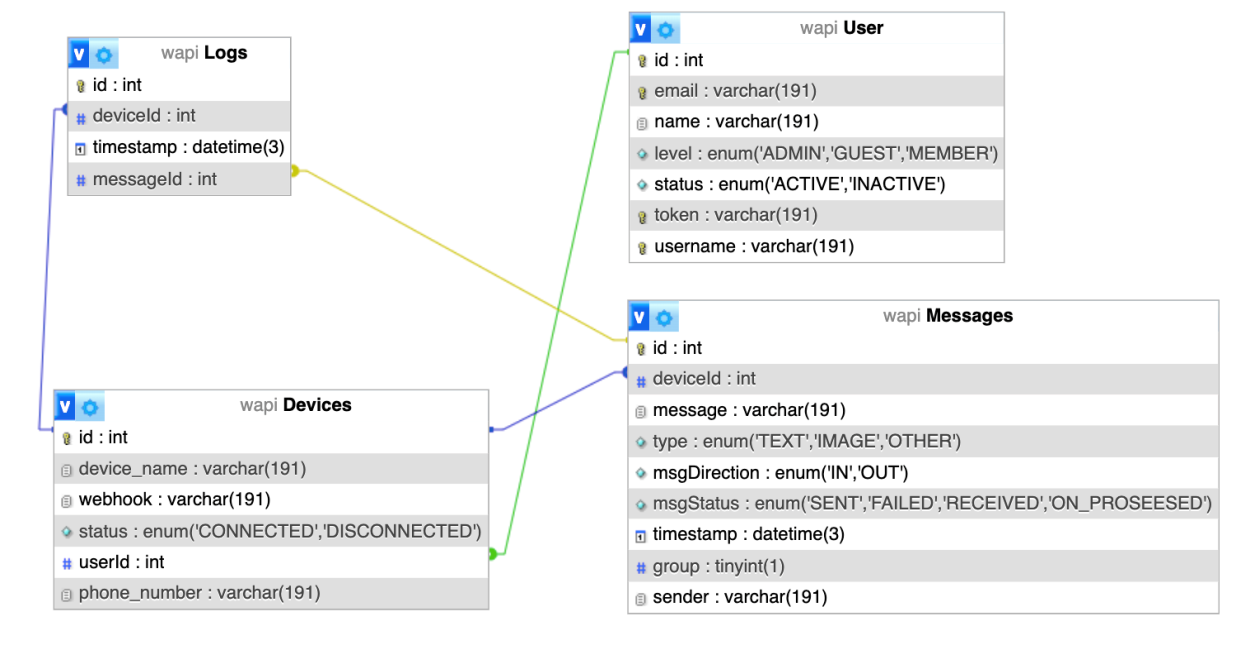 v wapi Logs
id : int
deviceId : int
timestamp : datetime(3)
messageId : int
v wapi User
id : int
email : varchar(191)
name : varchar(191)
level : enum('ADMIN','GUEST','MEMBER')
status : enum('ACTIVE','INACTIVE')
token : varchar(191)
username : varchar(191)
v wapi Devices
id : int
device_name : varchar(191)
webhook : varchar(191)
status : enum('CONNECTED','DISCONNECTED')
userId : int
phone_number : varchar(191)
v wapi Messages
id : int
deviceId : int
message : varchar(191)
type : enum('TEXT','IMAGE','OTHER')
msgDirection : enum('IN','OUT')
msgStatus : enum('SENT','FAILED','RECEIVED','ON_PROSEESED')
timestamp : datetime(3)
group : tinyint(1)
sender : varchar(191)